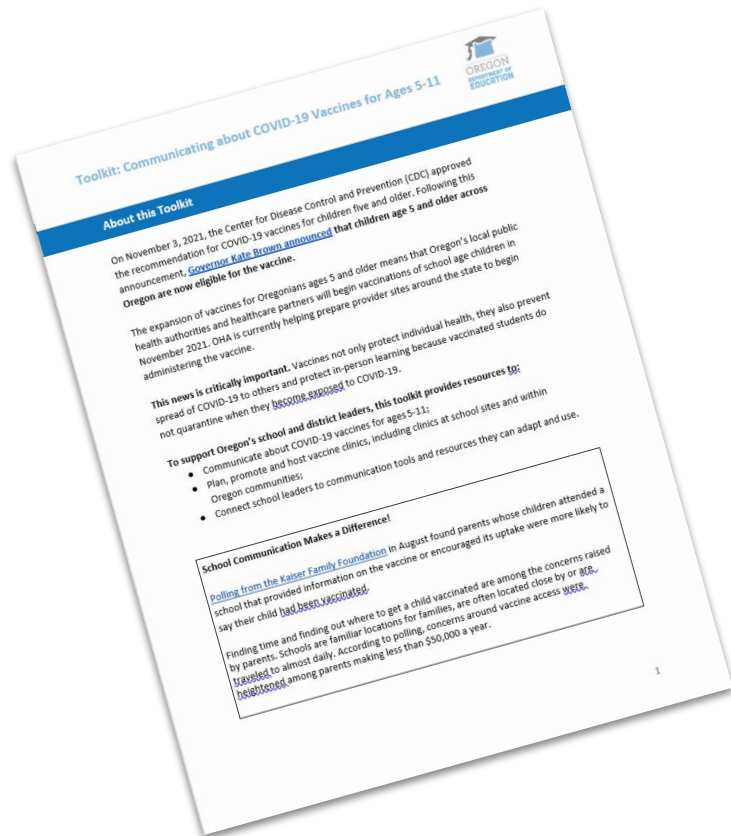 OREGON
DEPARTMENT OF
EDUCATION
Toolkit: Communicating about COVID-19 Vaccines for Ages 5-11
About this Toolkit
On November 3, 2021, the Center for Disease Control and Prevention (CDC) approved
the recommendation for COVID-19 vaccines for children five and older. Following this
announcement, Governor Kate Brown announced that children age 5 and older across
Oregon are now eligible for the vaccine.
The expansion of vaccines for Oregonians ages 5 and older means that Oregon's local public
health authorities and healthcare partners will begin vaccinations of school age children in
November 2021. OHA is currently helping prepare provider sites around the state to begin
administering the vaccine.
This news is critically important. Vaccines not only protect individual health, they also prevent
spread of COVID-19 to others and protect in-person learning because vaccinated students do
not quarantine when they become exposed to COVID-19.
To support Oregon's school and district leaders, this toolkit provides resources to:
• Communicate about COVID-19 vaccines for ages 5-11;
• Plan, promote and host vaccine clinics, including clinics at school sites and within
Oregon communities;
• Connect school leaders to communication tools and resources they can adapt and use.
School Communication Makes a Difference!
Polling from the Kaiser Family Foundation in August found parents whose children attended a
school that provided information on the vaccine or encouraged its uptake were more likely to
say their child had been vaccinated.
Finding time and finding out where to get a child vaccinated are among the concerns raised
by parents. Schools are familiar locations for families, are often located close by or are
traveled to almost daily. According to polling, concerns around vaccine access were
heightened among parents making less than $50,000 a year.
1